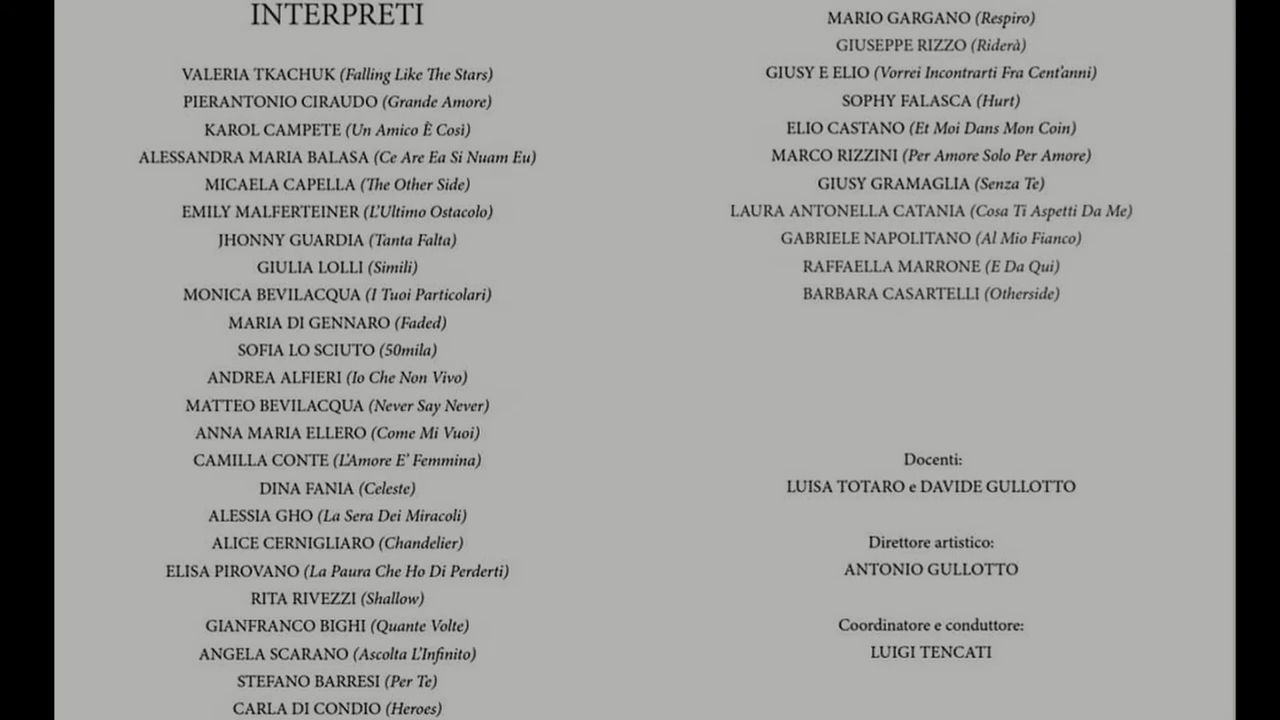 INTERPRETI
VALERIA TKACHUK (Falling Like The Stars)
PIERANTONIO CIRAUDO (Grande Amore)
KAROL CAMPETE (Un Amico È Così)
ALESSANDRA MARIA BALASA (Ce Are Ea Si Nuam Eu)
MICAELA CAPELLA (The Other Side)
EMILY MALFERTEINER (L'Ultimo Ostacolo)
JHONNY GUARDIA (Tanta Falta)
GIULIA LOLLI (Simili)
MONICA BEVILACQUA (I Tuoi Particolari)
MARIA DI GENNARO (Faded)
SOFIA LO SCIUTO (50mila)
ANDREA ALFIERI (Io Che Non Vivo)
MATTEO BEVILACQUA (Never Say Never)
ANNA MARIA ELLERO (Come Mi Vuoi)
CAMILLA CONTE (L'Amore E' Femmina)
DINA FANIA (Celeste)
ALESSIA GHO (La Sera Dei Miracoli)
ALICE CERNIGLIARO (Chandelier)
ELISA PIROVANO (La Paura Che Ho Di Perderti)
RITA RIVEZZI (Shallow)
GIANFRANCO BIGHI (Quante Volte)
ANGELA SCARANO (Ascolta L'Infinito)
STEFANO BARRESI (Per Te)
CARLA DI CONDIO (Heroes)
MARIO GARGANO (Respiro)
GIUSEPPE RIZZO (Riderà)
GIUSY E ELIO (Vorrei Incontrarti Fra Cent'anni)
SOPHY FALASCA (Hurt)
ELIO CASTANO (Et Moi Dans Mon Coin)
MARCO RIZZINI (Per Amore Solo Per Amore)
GIUSY GRAMAGLIA (Senza Te)
LAURA ANTONELLA CATANIA (Cosa Ti Aspetti Da Me)
GABRIELE NAPOLITANO (Al Mio Fianco)
RAFFAELLA MARRONE (E Da Qui)
BARBARA CASARTELLI (Otherside)
Docenti:
LUISA TOTARO e DAVIDE GULLOTTO
Direttore artistico:
ANTONIO GULLOTTO
Coordinatore e conduttore:
LUIGI TENCATI